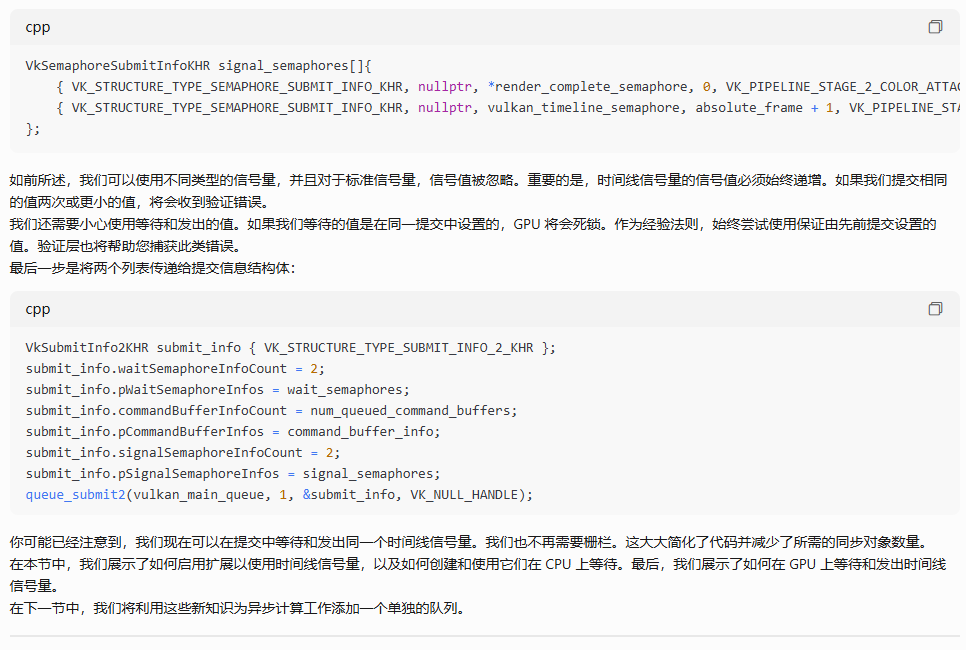 cpp
VkSemaphoreSubmitInfoKHR signal_semaphores[]{
    { VK_STRUCTURE_TYPE_SEMAPHORE_SUBMIT_INFO_KHR, nullptr, *render_complete_semaphore, 0, VK_PIPELINE_STAGE_2_COLOR_ATTAC
    { VK_STRUCTURE_TYPE_SEMAPHORE_SUBMIT_INFO_KHR, nullptr, vulkan_timeline_semaphore, absolute_frame + 1, VK_PIPELINE_STA
};
如前所述，我们可以使用不同类型的信号量，并且对于标准信号量，信号值被忽略。重要的是，时间线信号量的信号值必须始终递增。如果我们提交相同
的值两次或更小的值，将会收到验证错误。
我们还需要小心使用等待和发出的值。如果我们等待的值是在同一提交中设置的，GPU 将会死锁。作为经验法则，始终尝试使用保证由先前提交设置的
值。验证层也将帮助您捕获此类错误。
最后一步是将两个列表传递给提交信息结构体：
cpp
VkSubmitInfo2KHR submit_info { VK_STRUCTURE_TYPE_SUBMIT_INFO_2_KHR };
submit_info.waitSemaphoreInfoCount = 2;
submit_info.pWaitSemaphoreInfos = wait_semaphores;
submit_info.commandBufferInfoCount = num_queued_command_buffers;
submit_info.pCommandBufferInfos = command_buffer_info;
submit_info.signalSemaphoreInfoCount = 2;
submit_info.pSignalSemaphoreInfos = signal_semaphores;
queue_submit2(vulkan_main_queue, 1, &submit_info, VK_NULL_HANDLE);
你可能已经注意到，我们现在可以在提交中等待和发出同一个时间线信号量。我们也不再需要栅栏。这大大简化了代码并减少了所需的同步对象数量。
在本节中，我们展示了如何启用扩展以使用时间线信号量，以及如何创建和使用它们在 CPU 上等待。最后，我们展示了如何在 GPU 上等待和发出时间线
信号量。
在下一节中，我们将利用这些新知识为异步计算工作添加一个单独的队列。